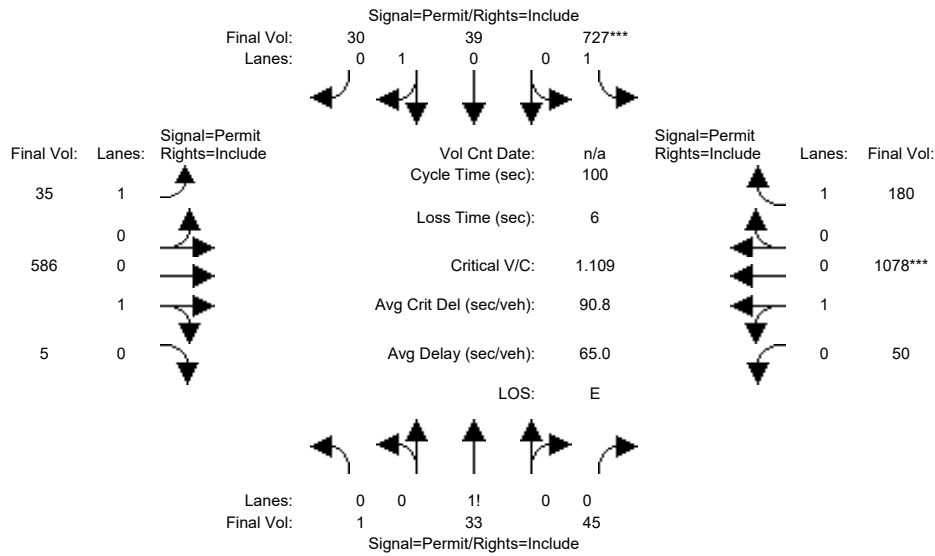 Signal=Permit/Rights=Include
Final Vol: 30 39 727***
Lanes: 0 1 0 0 1
Signal=Permit
Final Vol: Lanes: Rights=Include
Vol Cnt Date: n/a
Signal=Permit
Rights=Include Lanes: Final Vol:
Cycle Time (sec): 100
35 1
1 180
Loss Time (sec): 6
0
0
586 0
Critical V/C: 1.109
0 1078***
1
Avg Crit Del (sec/veh): 90.8
1
5 0
Avg Delay (sec/veh): 65.0
0 50
LOS: E
Lanes: 0 0 1! 0 0
Final Vol: 1 33 45
Signal=Permit/Rights=Include